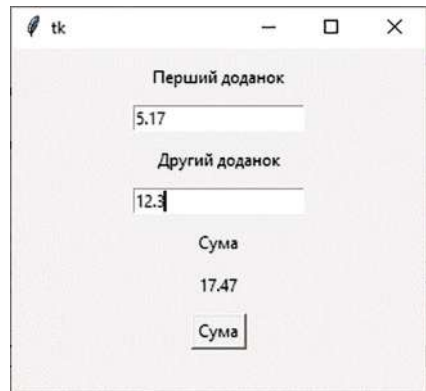 tk
Перший доданок
5.17
Другий доданок
12.3
Сума
17.47
Сума